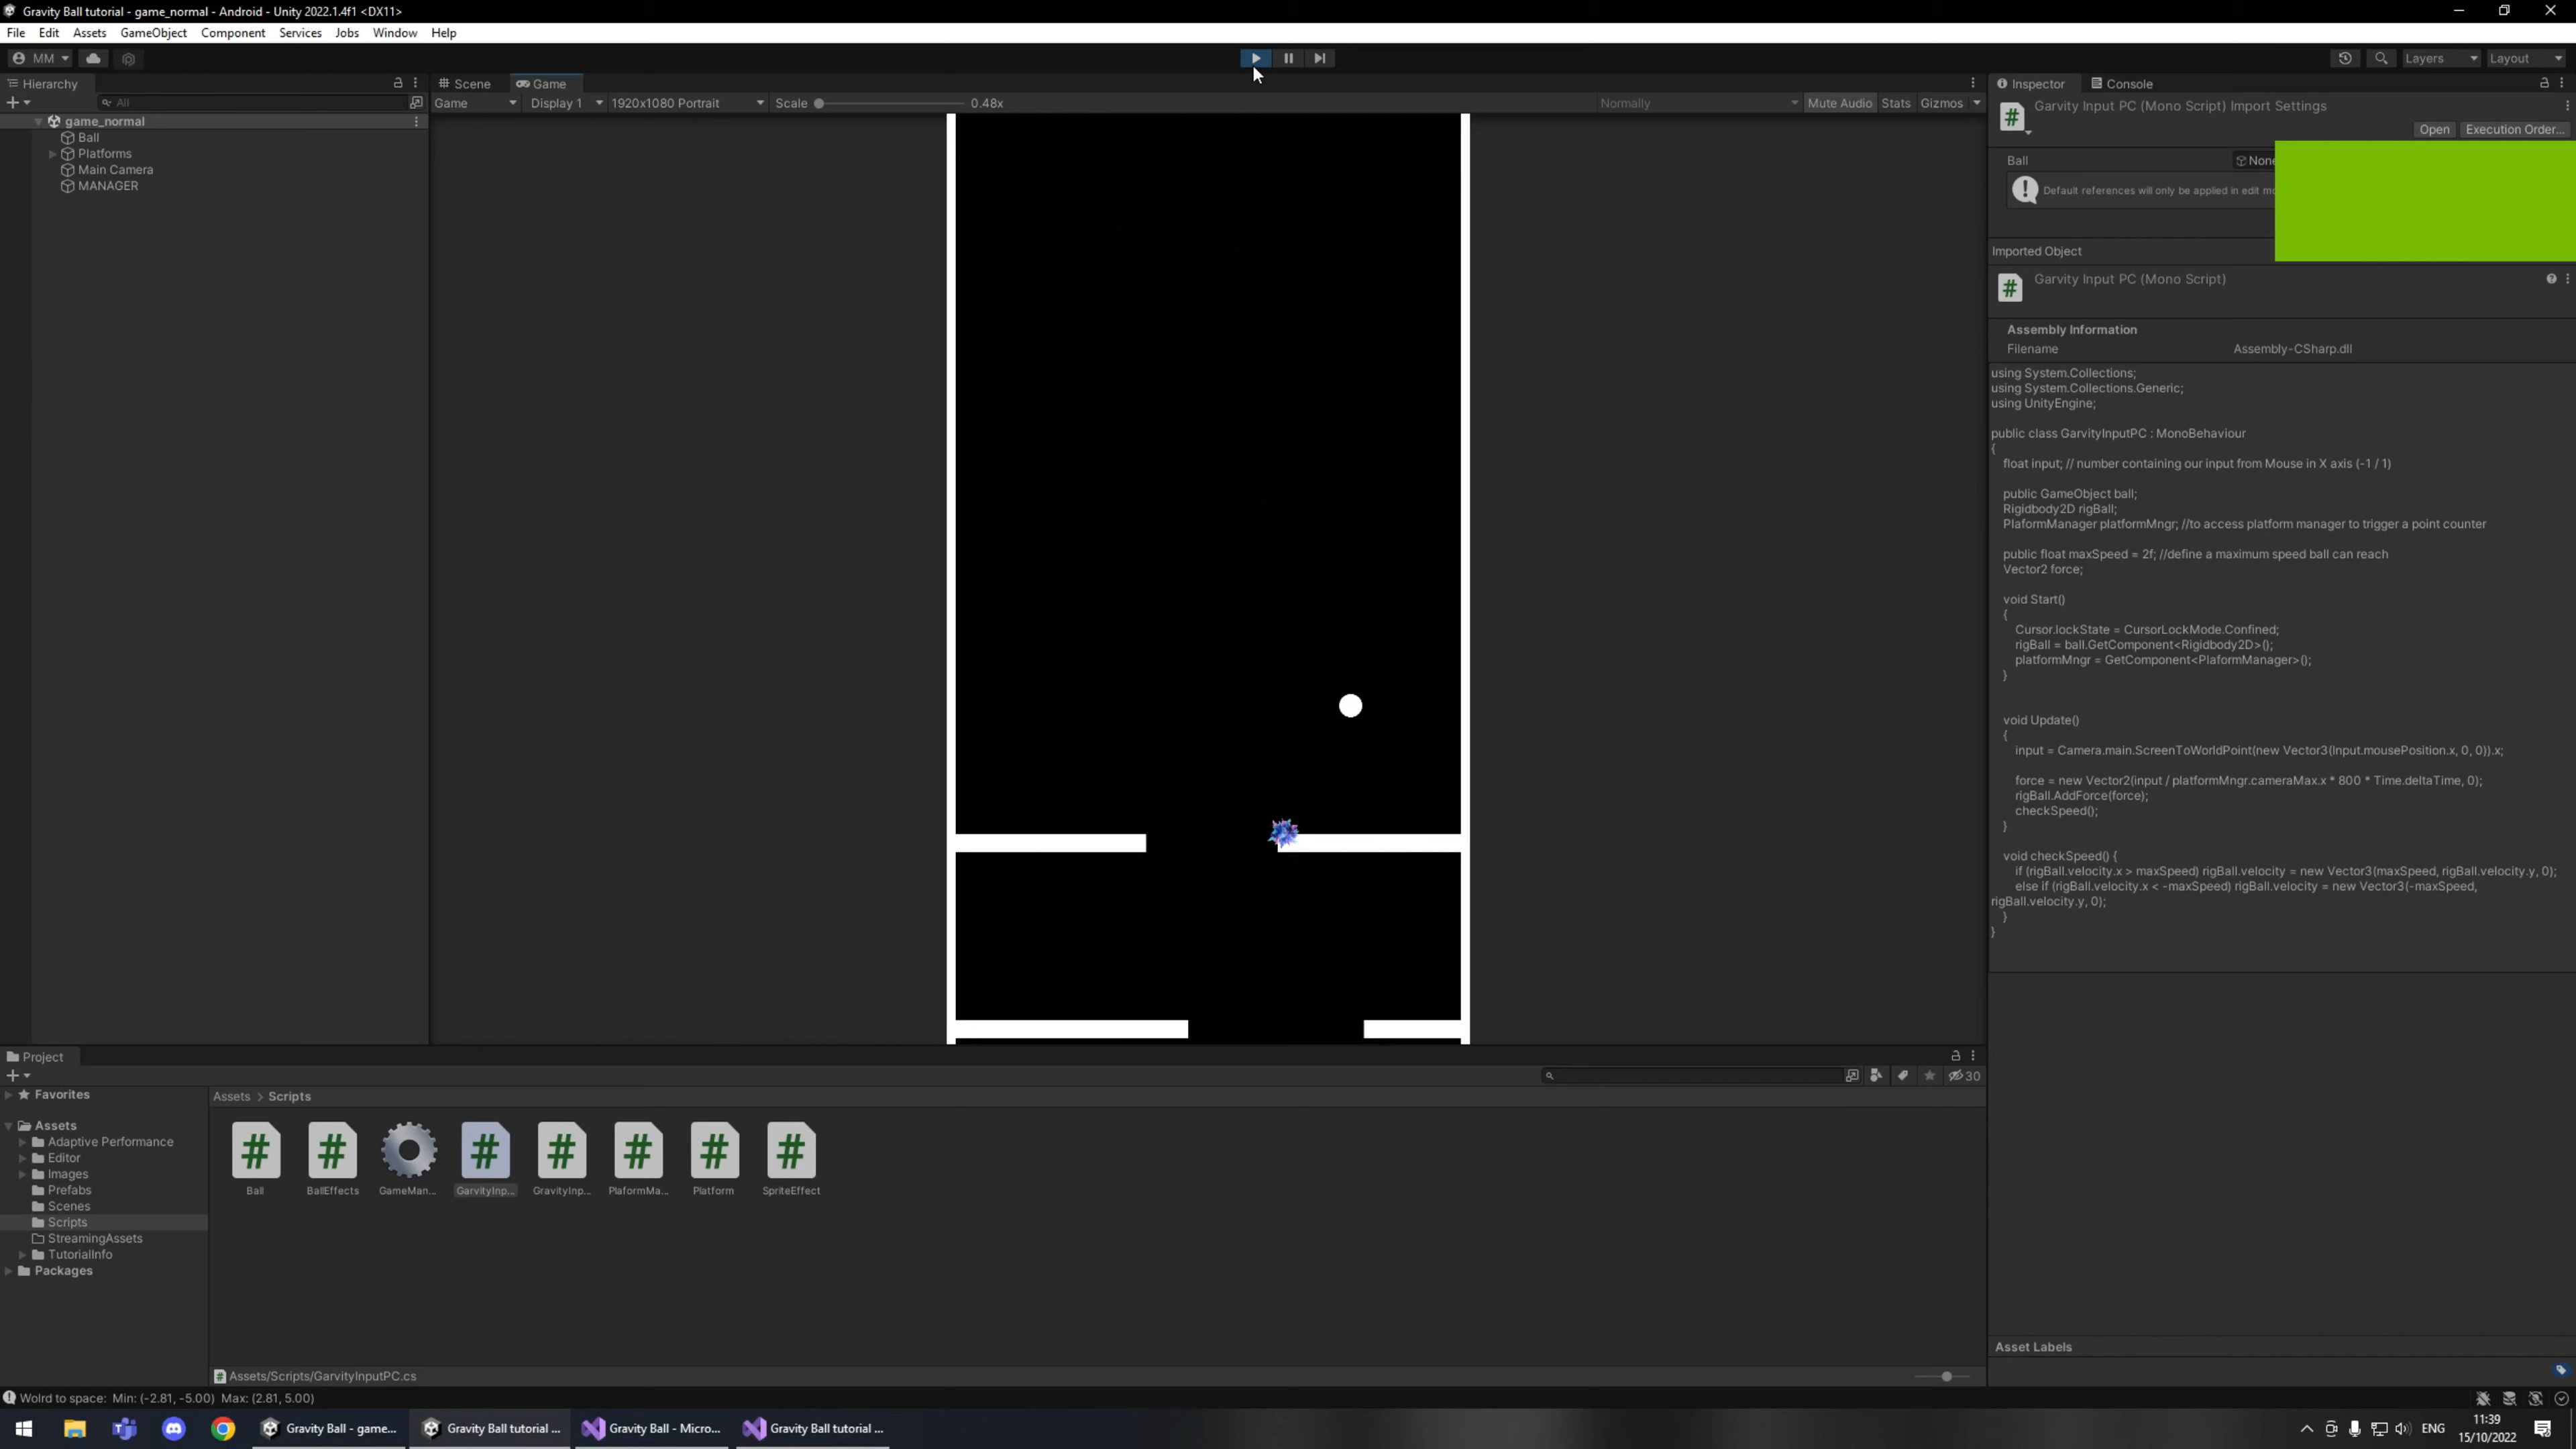 Gravity Ball tutorial - game_normal - Android - Unity 2022.1.4f1 <DX11>
File Edit Assets GameObject Component Services Jobs Window Help
MM Layers Layout
Hierarchy
All
game_normal
Ball
Platforms
Main Camera
MANAGER
Scene Game
Game Display 1 1920x1080 Portrait Scale 0.48x Normally Mute Audio Stats Gizmos
Inspector Console
Garvity Input PC (Mono Script) Import Settings
Open Execution Order...
Ball None
Default references will only be applied in edit mo
Imported Object
Garvity Input PC (Mono Script)
Assembly Information
Filename Assembly-CSharp.dll
using System.Collections;
using System.Collections.Generic;
using UnityEngine;
public class GarvityInputPC : MonoBehaviour
{
float input; // number containing our input from Mouse in X axis (-1 / 1)
public GameObject ball;
Rigidbody2D rigBall;
PlaformManager platformMngr; //to access platform manager to trigger a point counter
public float maxSpeed = 2f; //define a maximum speed ball can reach
Vector2 force;
void Start()
{
Cursor.lockState = CursorLockMode.Confined;
rigBall = ball.GetComponent<Rigidbody2D>();
platformMngr = GetComponent<PlaformManager>();
}
void Update()
{
input = Camera.main.ScreenToWorldPoint(new Vector3(Input.mousePosition.x, 0, 0)).x;
force = new Vector2(input / platformMngr.cameraMax.x * 800 * Time.deltaTime, 0);
rigBall.AddForce(force);
checkSpeed();
}
void checkSpeed() {
if (rigBall.velocity.x > maxSpeed) rigBall.velocity = new Vector3(maxSpeed, rigBall.velocity.y, 0);
else if (rigBall.velocity.x < -maxSpeed) rigBall.velocity = new Vector3(-maxSpeed,
rigBall.velocity.y, 0);
}
}
Asset Labels
Project
30
Favorites
Assets
Adaptive Performance
Editor
Images
Prefabs
Scenes
Scripts
StreamingAssets
TutorialInfo
Packages
Assets > Scripts
Ball BallEffects GameMan... GarvityInp... GravityInp... PlaformMa... Platform SpriteEffect
Assets/Scripts/GarvityInputPC.cs
Wolrd to space: Min: (-2.81, -5.00) Max: (2.81, 5.00)
Gravity Ball - game... Gravity Ball tutorial ... Gravity Ball - Micro... Gravity Ball tutorial ...
ENG
11:39
15/10/2022